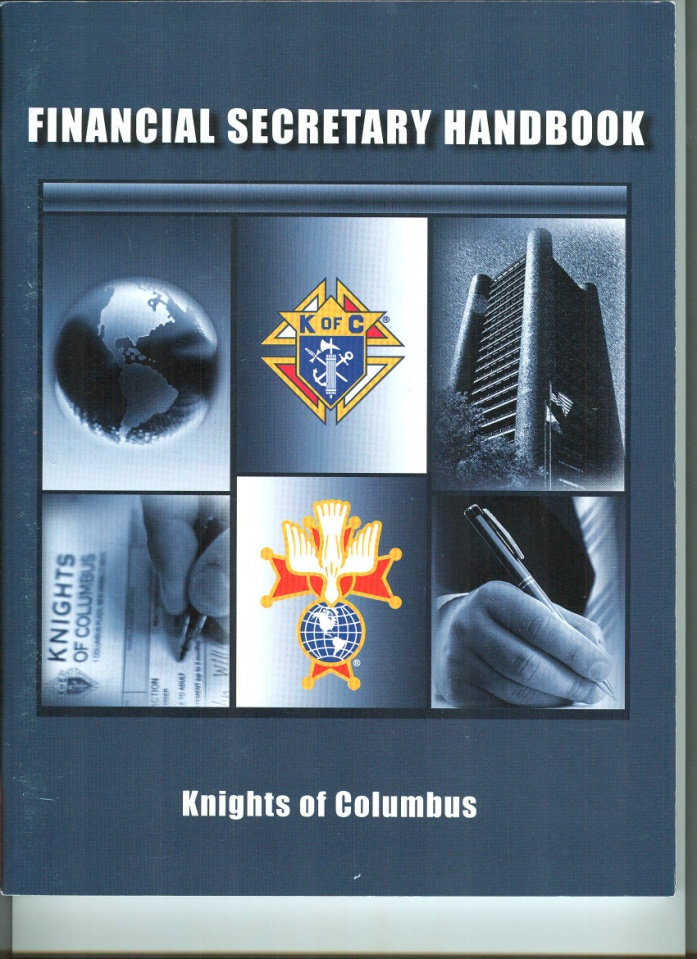 FINANCIAL SECRETARY HANDBOOK
K OF C®
KNIGHTS
OF COLUMBUS
®
Knights of Columbus